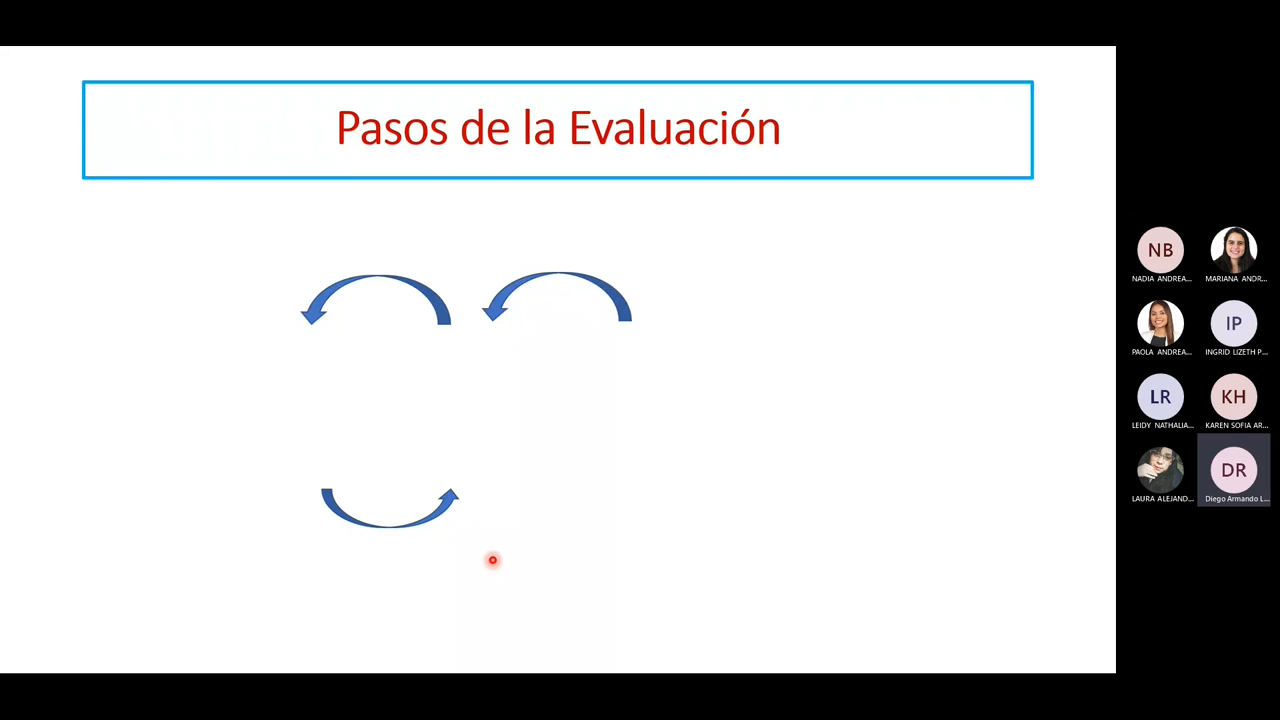 Pasos de la Evaluación
NB
NADIA ANDREA...
MARIANA ANDR...
PAOLA ANDREA...
IP
INGRID LIZETH P...
LR
LEIDY NATHALIA...
KH
KAREN SOFIA AR...
LAURA ALEJAND...
DR
Diego Armando L...